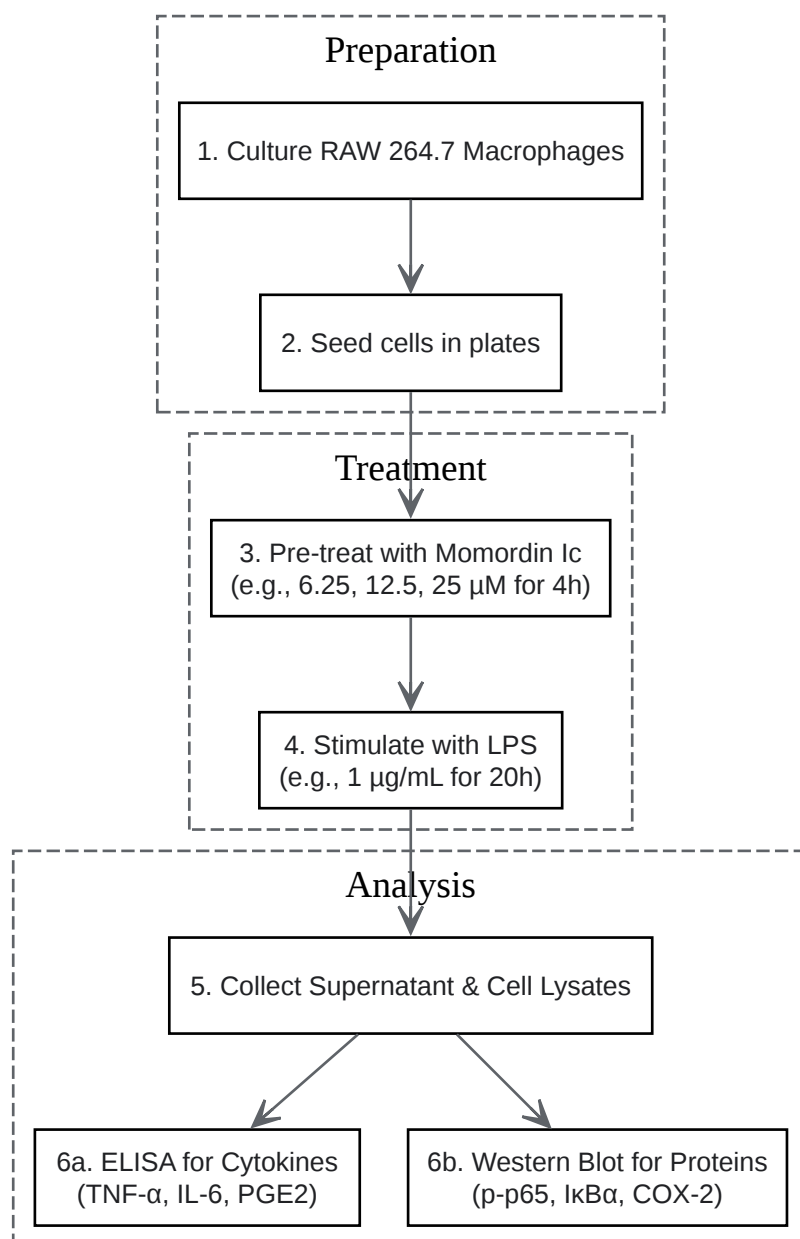 Preparation
1. Culture RAW 264.7 Macrophages
2. Seed cells in plates
Treatment
3. Pre-treat with Momordin Ic
(e.g., 6.25, 12.5, 25 µM for 4h)
4. Stimulate with LPS
(e.g., 1 µg/mL for 20h)
Analysis
5. Collect Supernatant & Cell Lysates
6a. ELISA for Cytokines
(TNF-α, IL-6, PGE2)
6b. Western Blot for Proteins
(p-p65, IκBα, COX-2)